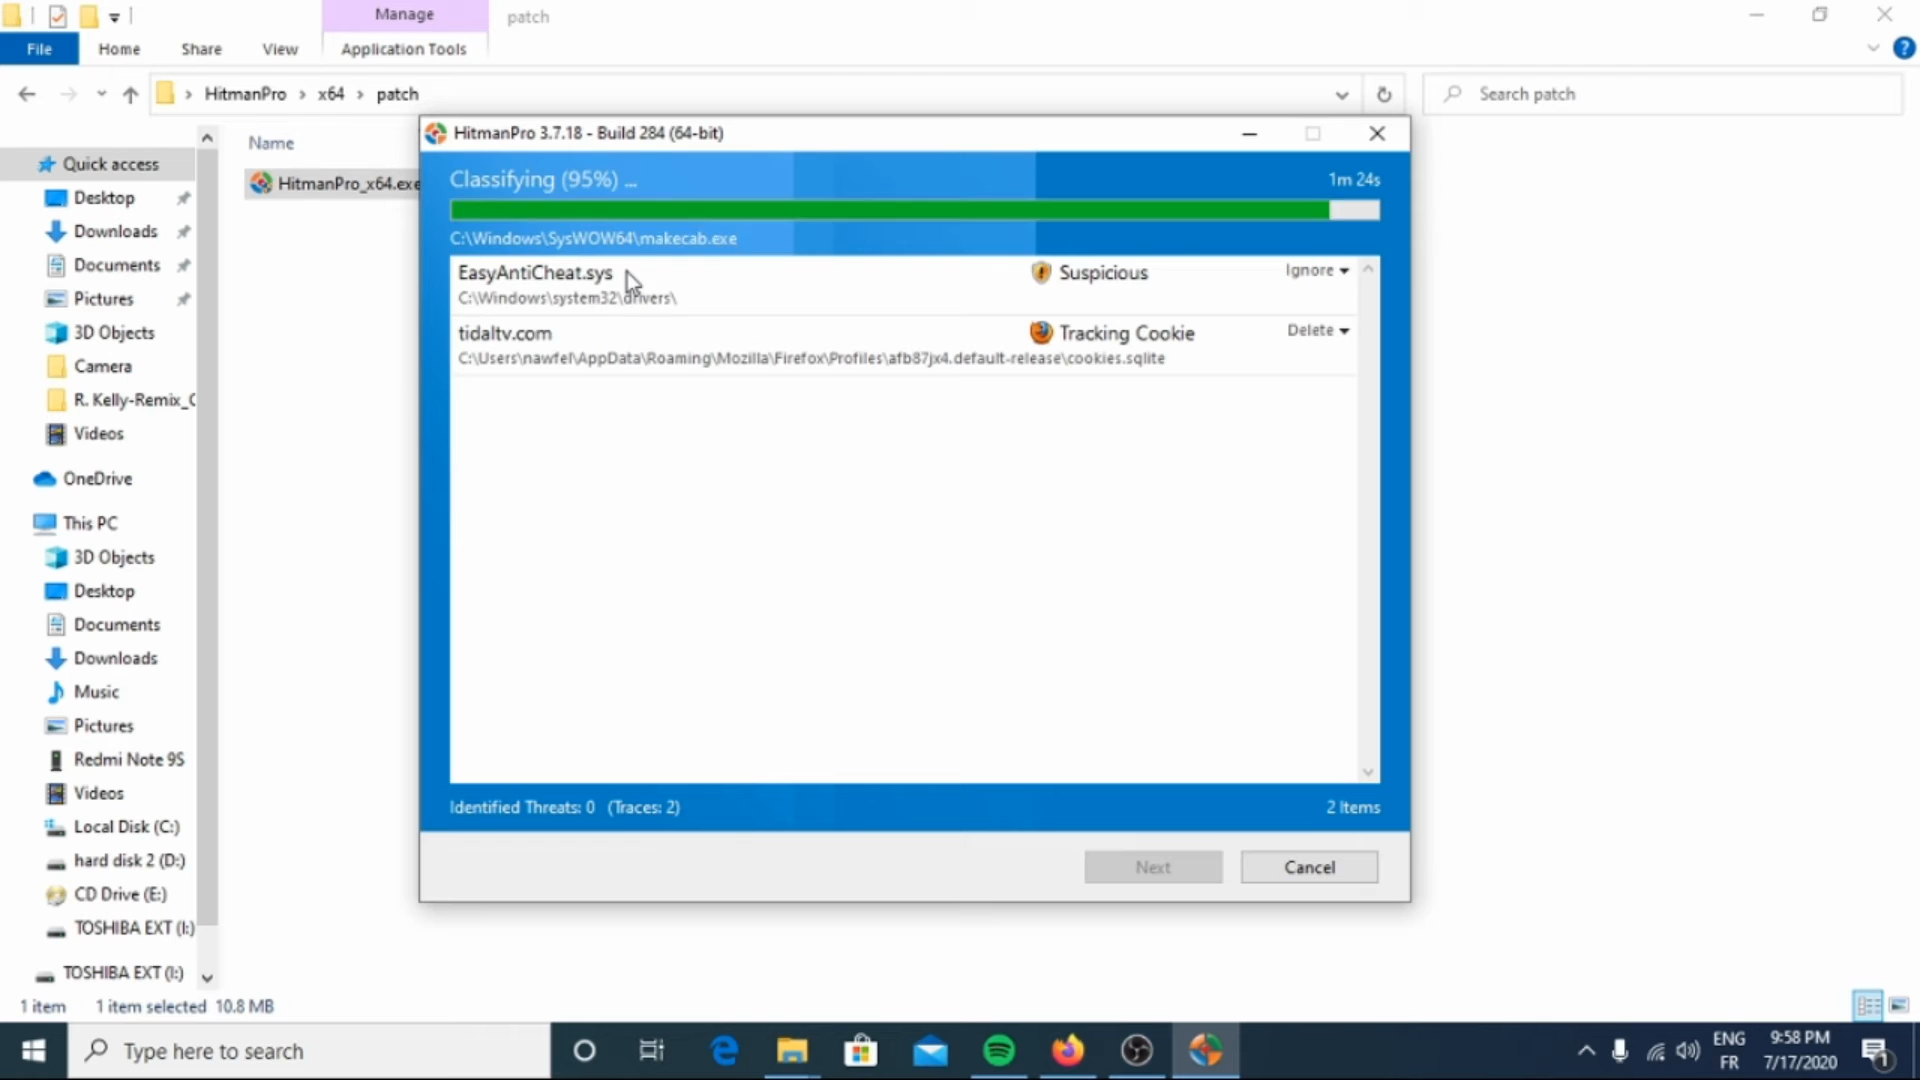 Manage
patch
File
Home
Share
View
Application Tools
HitmanPro
x64
patch
Search patch
Name
HitmanPro_x64.exe
Quick access
Desktop
Downloads
Documents
Pictures
3D Objects
Camera
R. Kelly-Remix_
Videos
OneDrive
This PC
3D Objects
Desktop
Documents
Downloads
Music
Pictures
Redmi Note 9S
Videos
Local Disk (C:)
hard disk 2 (D:)
CD Drive (E:)
TOSHIBA EXT (I:)
TOSHIBA EXT (I:)
1 item 1 item selected 10.8 MB
HitmanPro 3.7.18 - Build 284 (64-bit)
Classifying (95%) ... 1m 24s
C:\Windows\SysWOW64\makecab.exe
EasyAntiCheat.sys Suspicious Ignore
C:\Windows\system32\drivers\
tidaltv.com Tracking Cookie Delete
C:\Users\nawfel\AppData\Roaming\Mozilla\Firefox\Profiles\afb87jx4.default-release\cookies.sqlite
Identified Threats: 0 (Traces: 2) 2 Items
Next
Cancel
Type here to search
ENG
FR
9:58 PM
7/17/2020
1